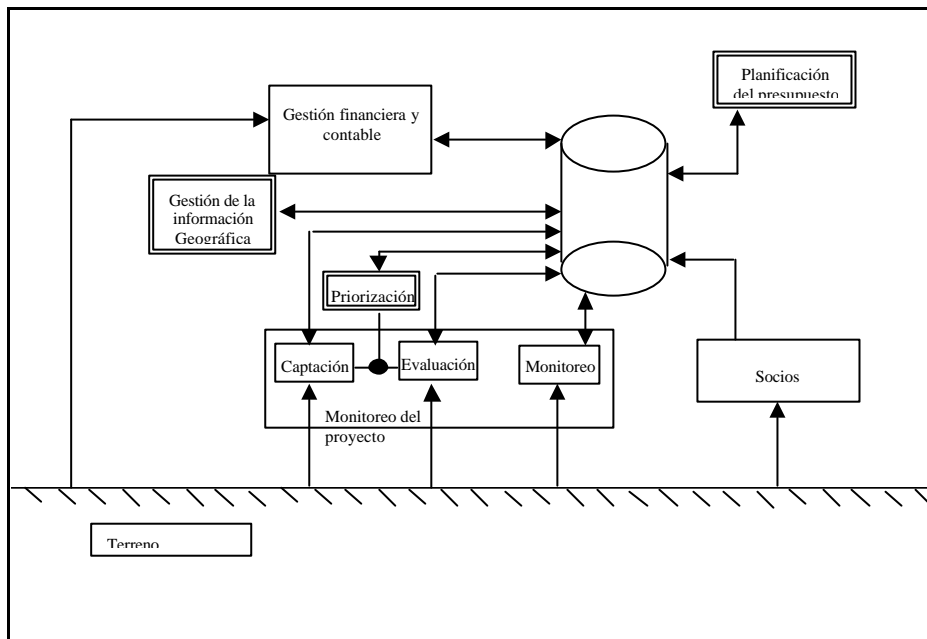 Planificación
del presupuesto
Gestión financiera y
contable
Gestión de la
información
Geográfica
Priorización
Captación
Evaluación
Monitoreo
Socios
Monitoreo del
proyecto
Terreno